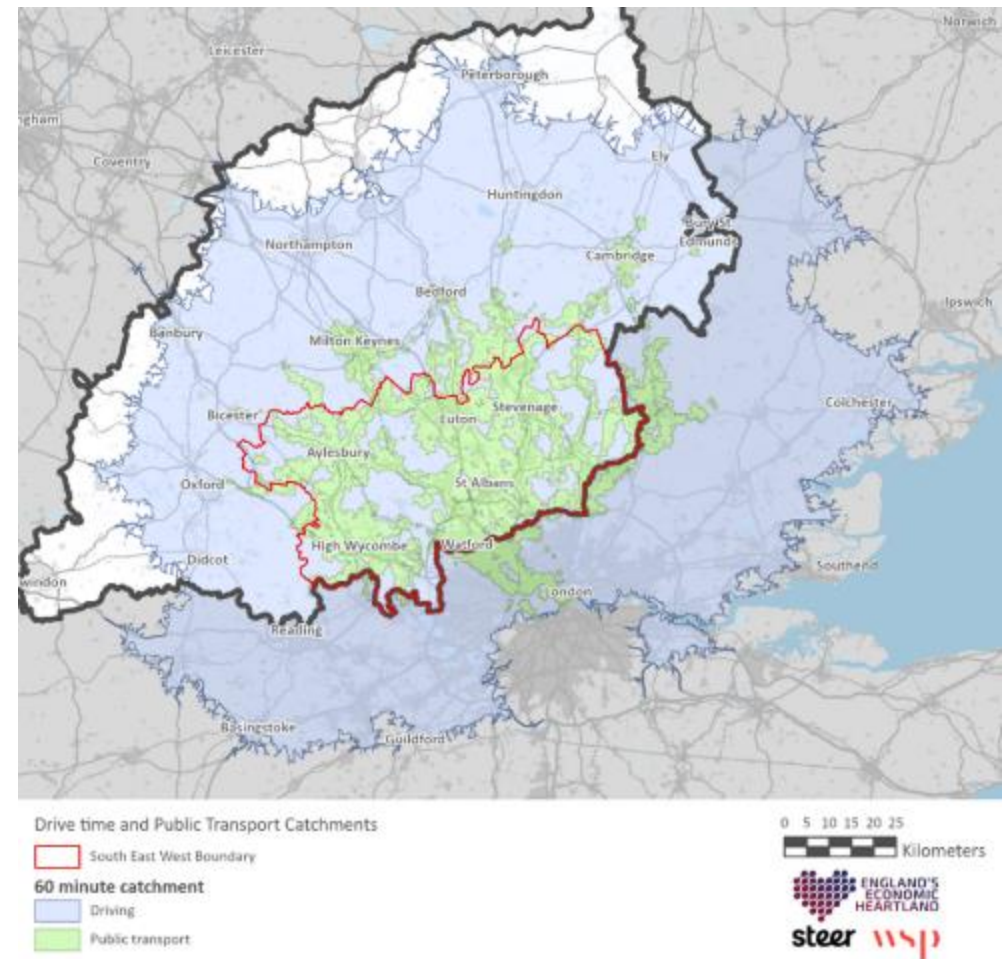 Leicester
Norwich
Peterborough
ngham
Coventry
Ely
Huntingdon
Bury St
Edmunds
Northampton
Cambridge
Bedford
Ipswich
Banbury
Milton Keynes
Colchester
Bicester
Luton
Stevenage
Aylesbury
Oxford
St Albans
High Wycombe
Watford
Didcot
Southend
windon
London
Reading
Basingstoke
Guildford
Drive time and Public Transport Catchments
South East West Boundary
60 minute catchment
Driving
Public transport
0 5 10 15 20 25
Kilometers
ENGLAND'S
ECONOMIC
HEARTLAND
steer wsp